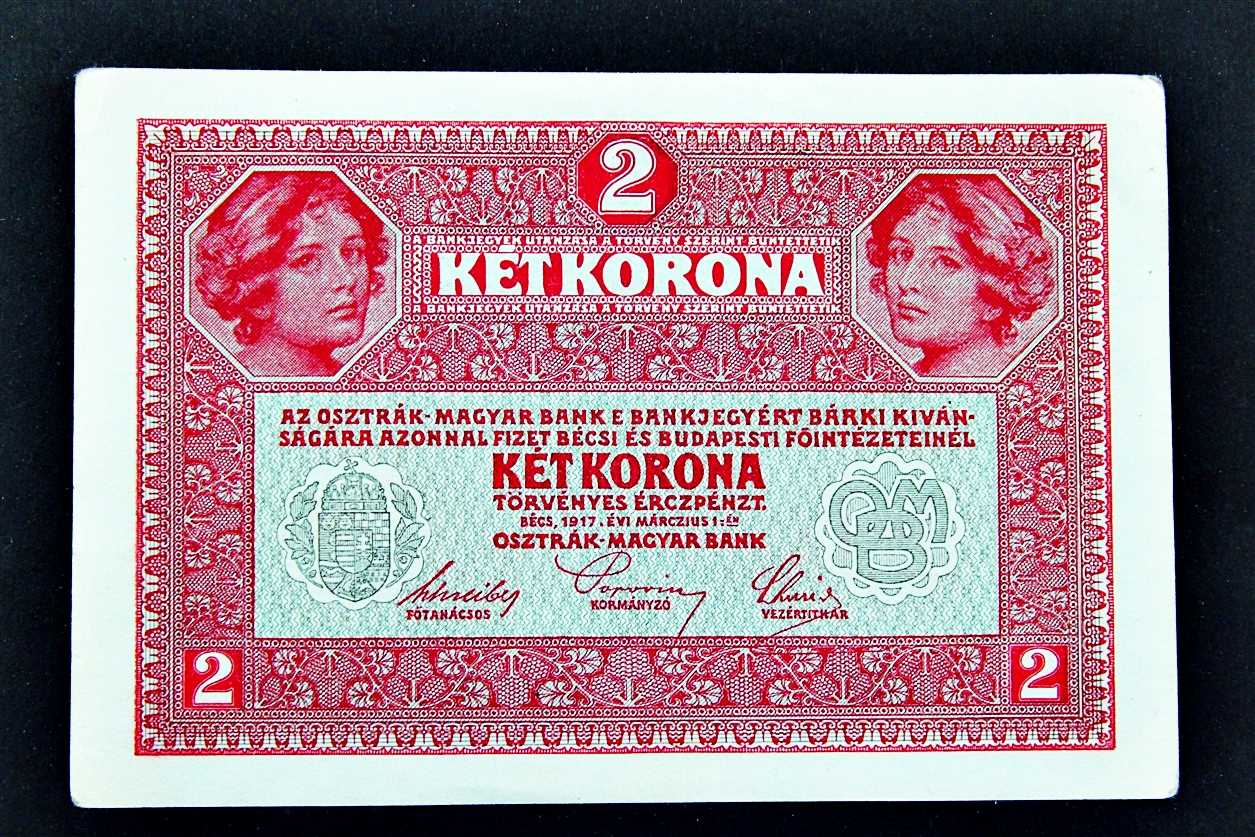 2
A BANKJEGYEK UTÁNZÁSA A TÖRVÉNY SZERINT BÜNTETTETIK
KÉT KORONA
A BANKJEGYEK UTÁNZÁSA A TÖRVÉNY SZERINT BÜNTETTETIK
AZ OSZTRÁK-MAGYAR BANK E BANKJEGYÉRT BÁRKI KIVÁN-
SÁGÁRA AZONNAL FIZET BÉCSI ÉS BUDAPESTI FŐINTÉZETEINÉL
KÉT KORONA
TÖRVÉNYES ÉRCZPÉNZT.
BÉCS, 1917. ÉVI MÁRCZIUS 1-ÉN
OSZTRÁK-MAGYAR BANK
FŐTANÁCSOS KORMÁNYZÓ VEZÉRTITKÁR
2 2